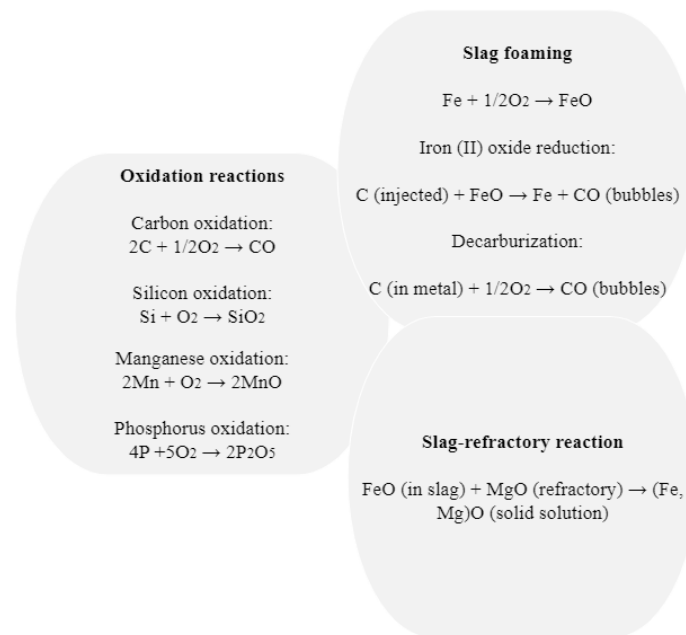 Oxidation reactions
Carbon oxidation:
2C + 1/2O2 → CO
Silicon oxidation:
Si + O2 → SiO2
Manganese oxidation:
2Mn + O2 → 2MnO
Phosphorus oxidation:
4P +5O2 → 2P2O5
Slag foaming
Fe + 1/2O2 → FeO
Iron (II) oxide reduction:
C (injected) + FeO → Fe + CO (bubbles)
Decarburization:
C (in metal) + 1/2O2 → CO (bubbles)
Slag-refractory reaction
FeO (in slag) + MgO (refractory) → (Fe,
Mg)O (solid solution)